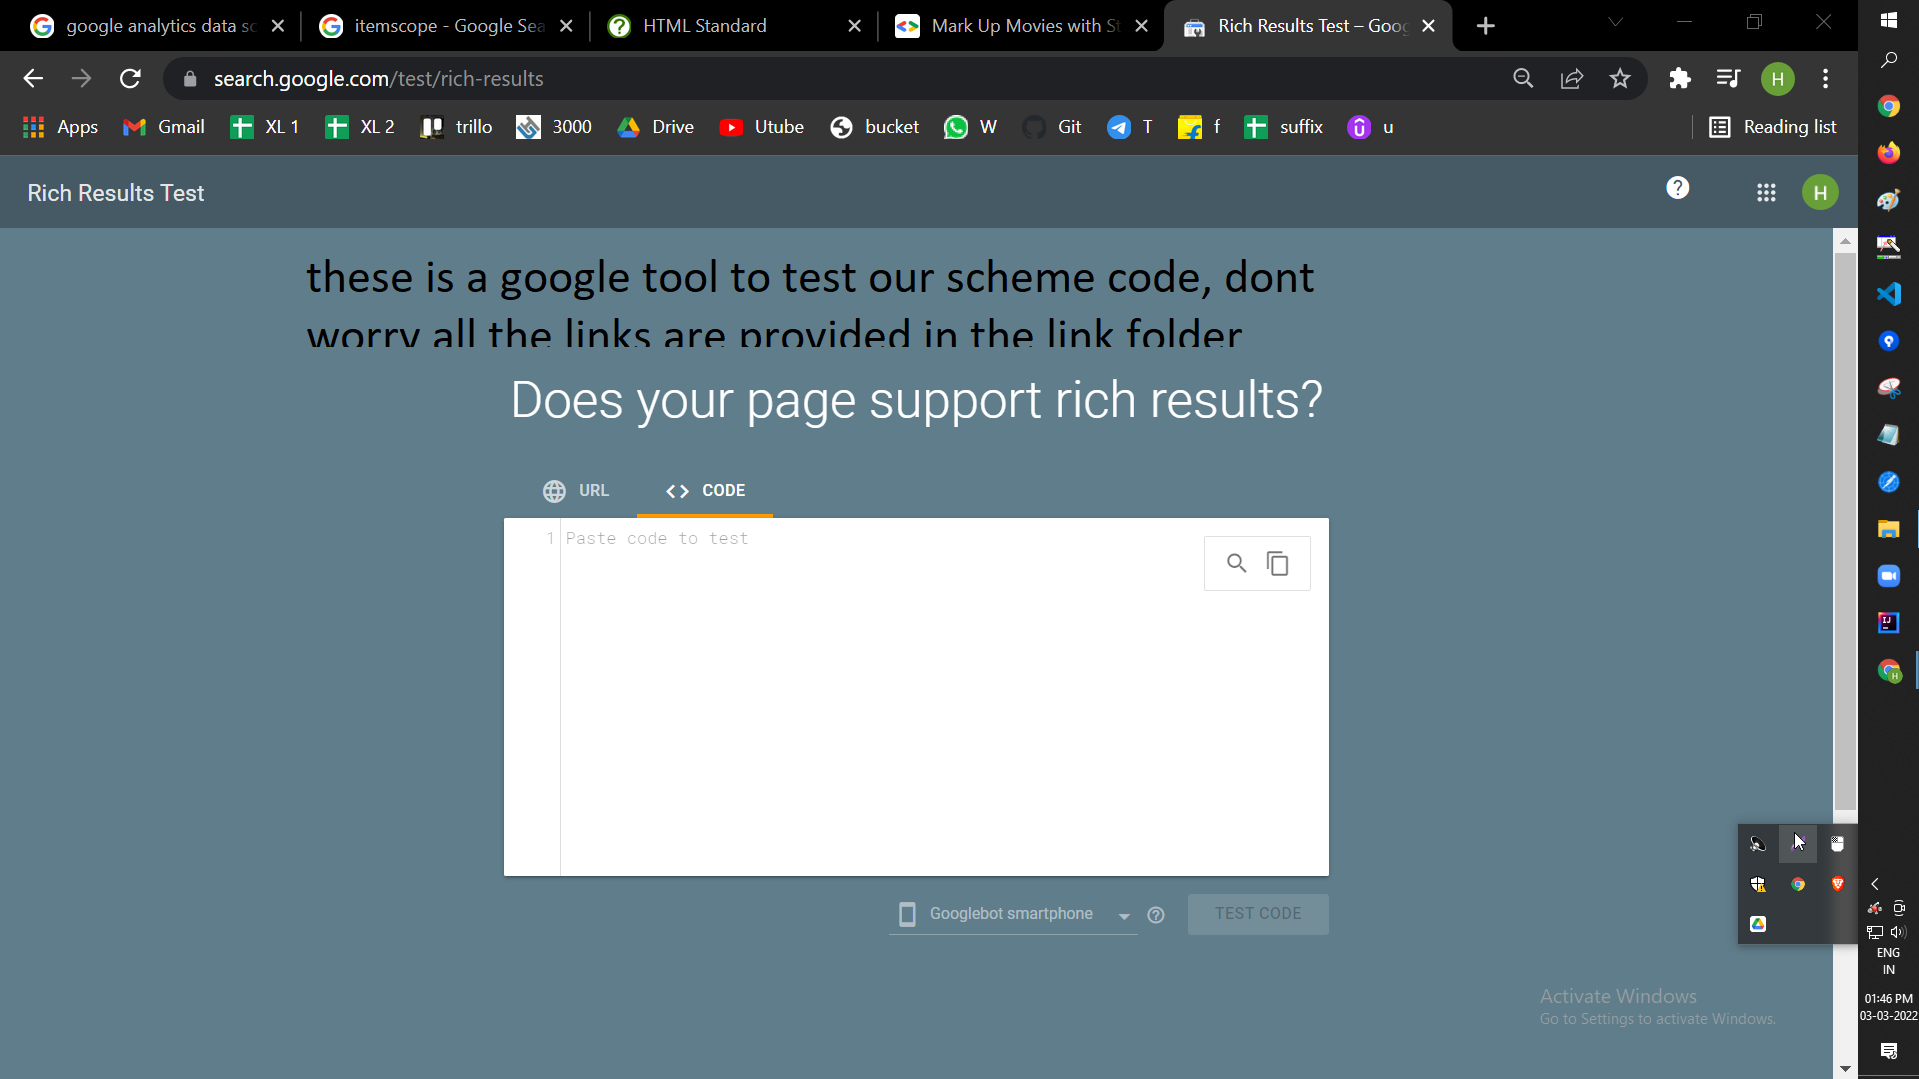 google analytics data sc
itemscope - Google Sea
HTML Standard
Mark Up Movies with St
Rich Results Test – Goog
search.google.com/test/rich-results
H
Apps
Gmail
XL 1
XL 2
trillo
3000
Drive
Utube
bucket
W
Git
T
f
suffix
u
Reading list
Rich Results Test
H
these is a google tool to test our scheme code, dont
worry all the links are provided in the link folder
Does your page support rich results?
URL
CODE
1 Paste code to test
Googlebot smartphone
TEST CODE
Activate Windows
Go to Settings to activate Windows.
ENG
IN
01:46 PM
03-03-2022